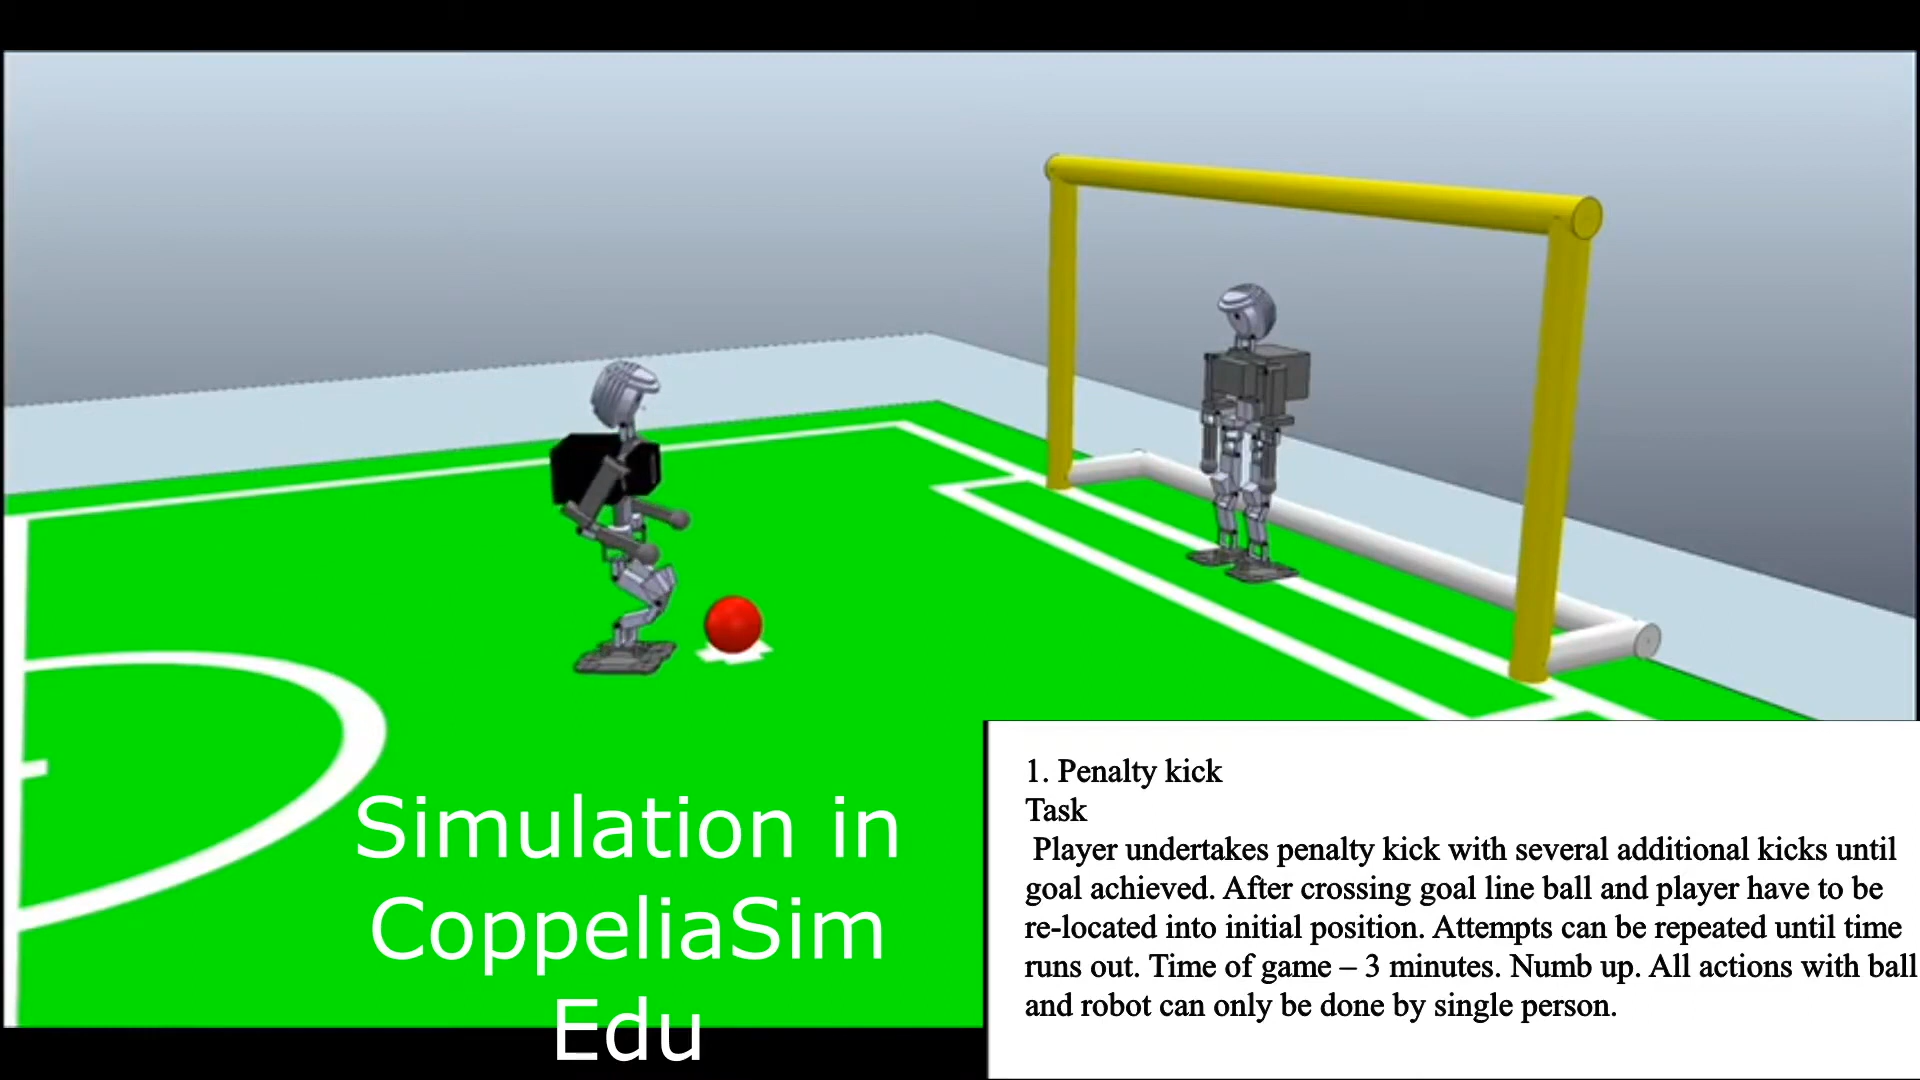 Simulation in
CoppeliaSim
Edu
1. Penalty kick
Task
Player undertakes penalty kick with several additional kicks until
goal achieved. After crossing goal line ball and player have to be
re-located into initial position. Attempts can be repeated until time
runs out. Time of game – 3 minutes. Numb up. All actions with ball
and robot can only be done by single person.